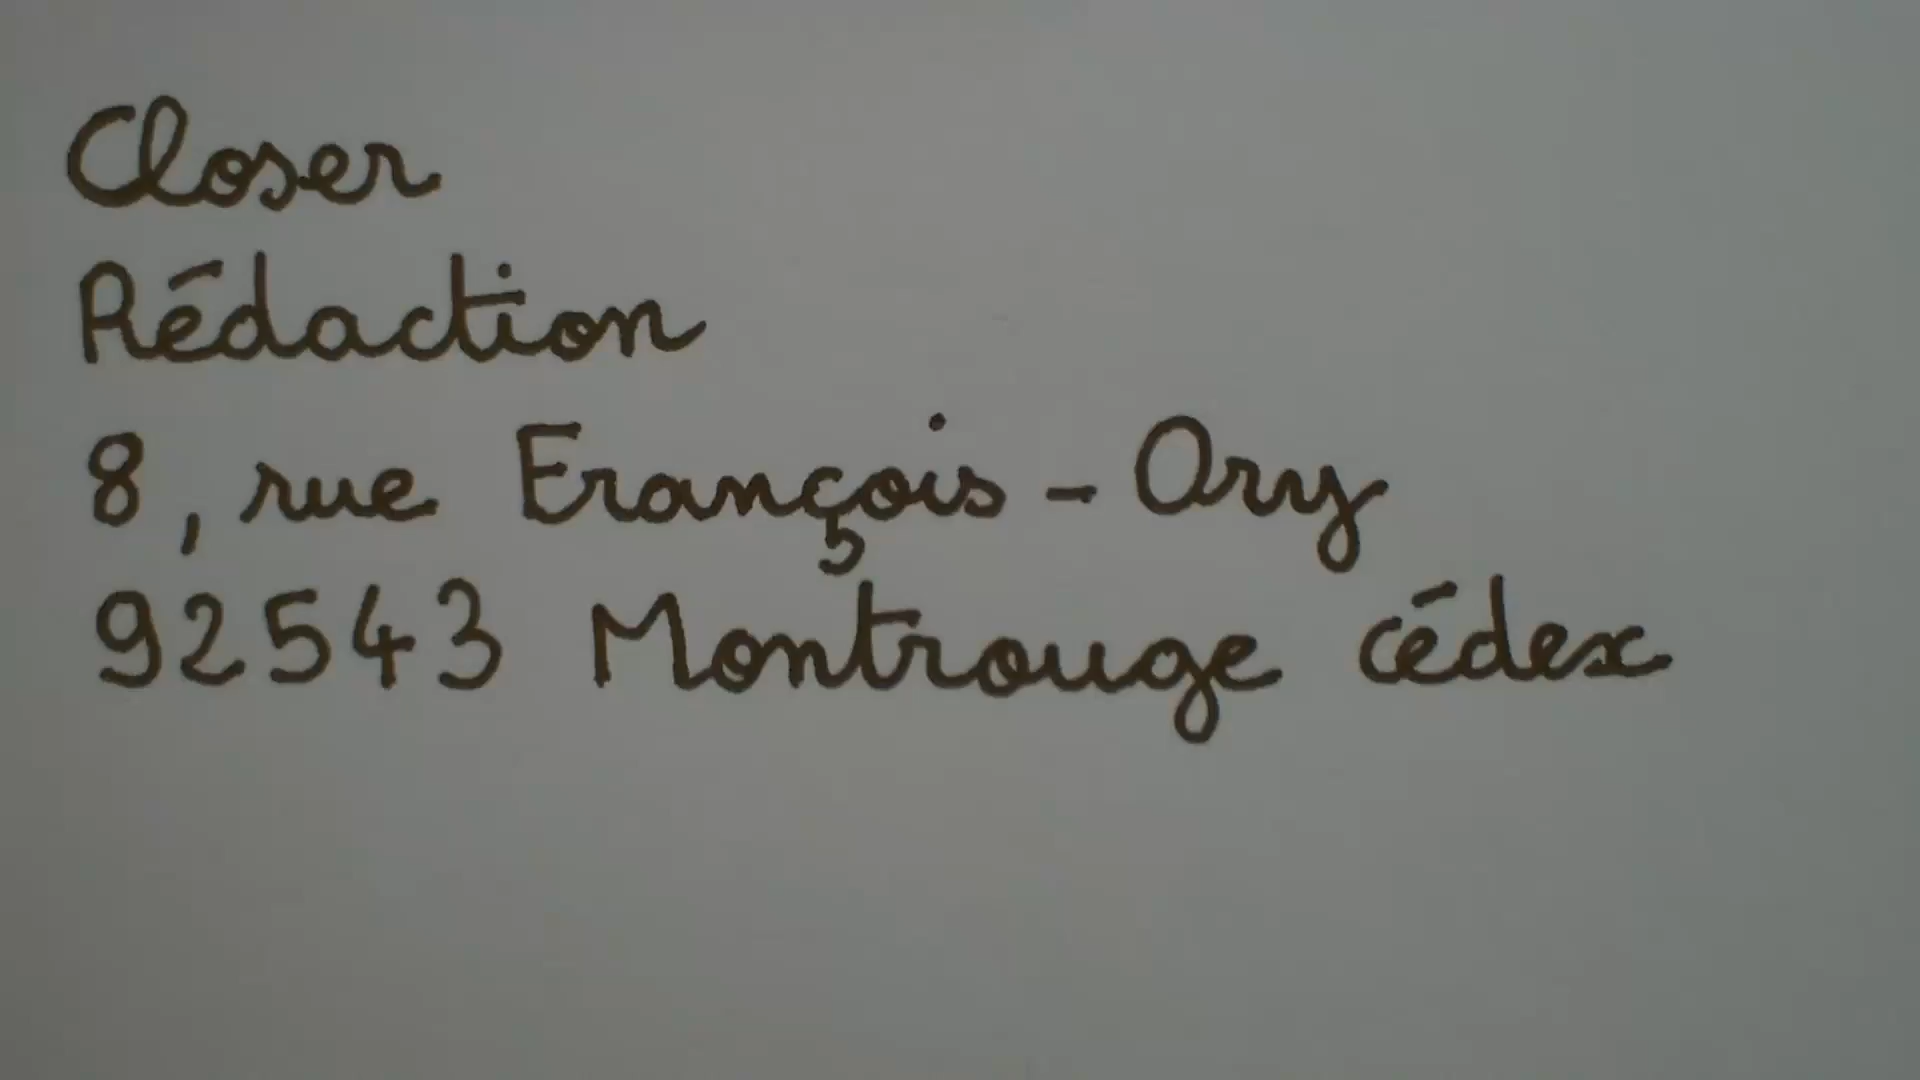 Closer
Rédaction
8, rue François - Ory
92543 Montrouge cédex